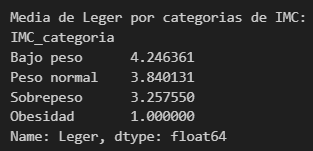 Media de Leger por categorias de IMC:
IMC_categoria
Bajo peso 4.246361
Peso normal 3.840131
Sobrepeso 3.257550
Obesidad 1.000000
Name: Leger, dtype: float64